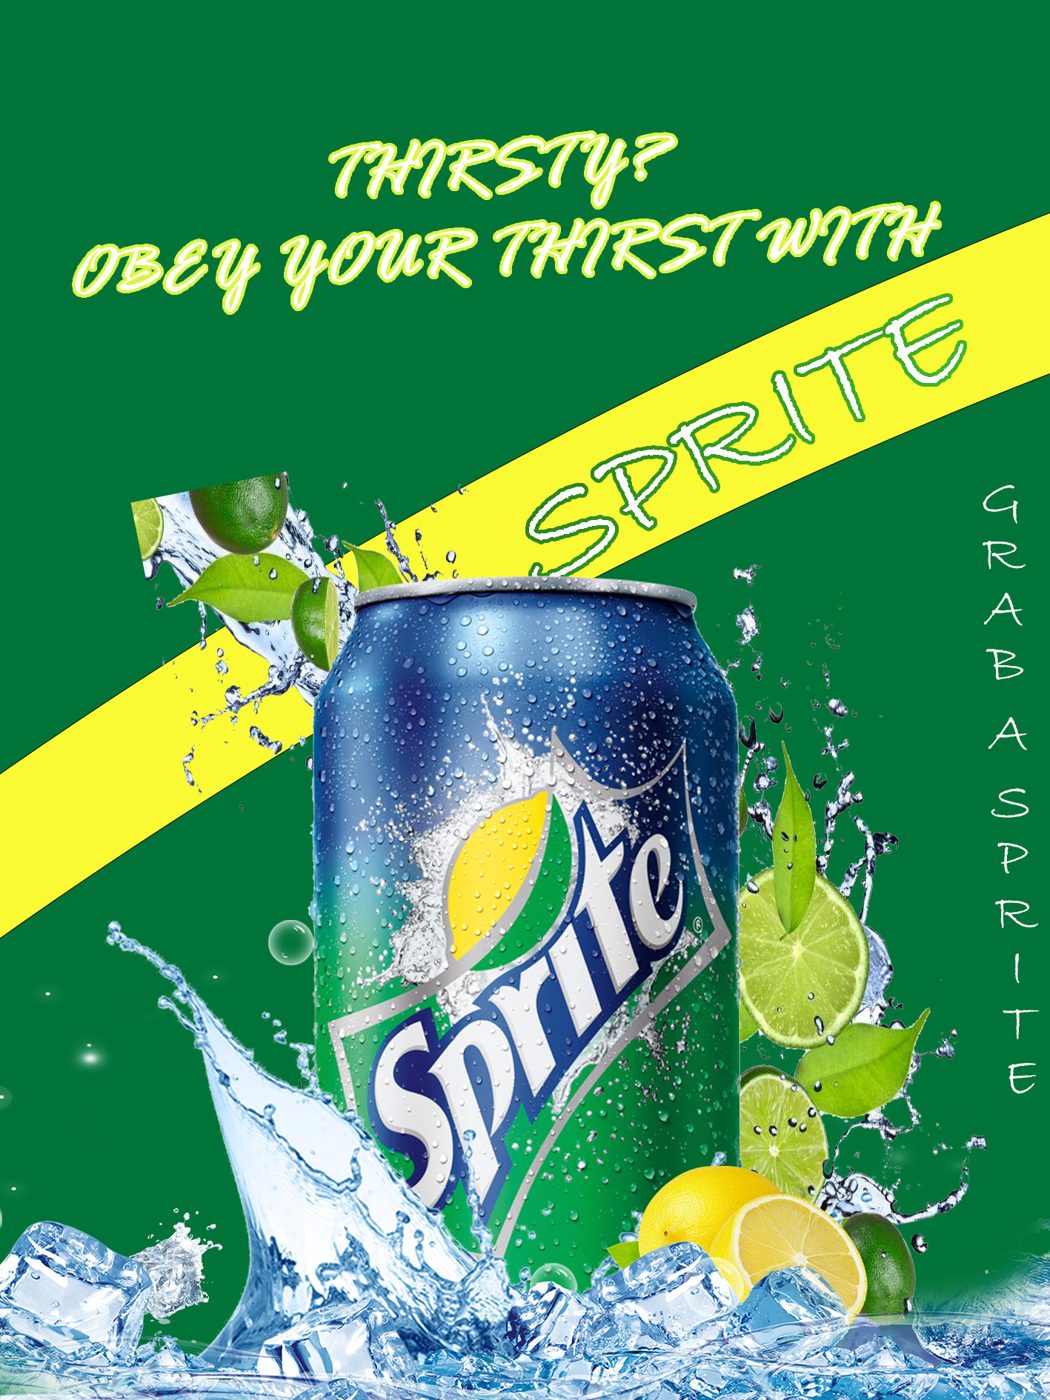 THIRSTY?
OBEY YOUR THIRST WITH
SPRITE
GRAB A SPRITE
Sprite
®